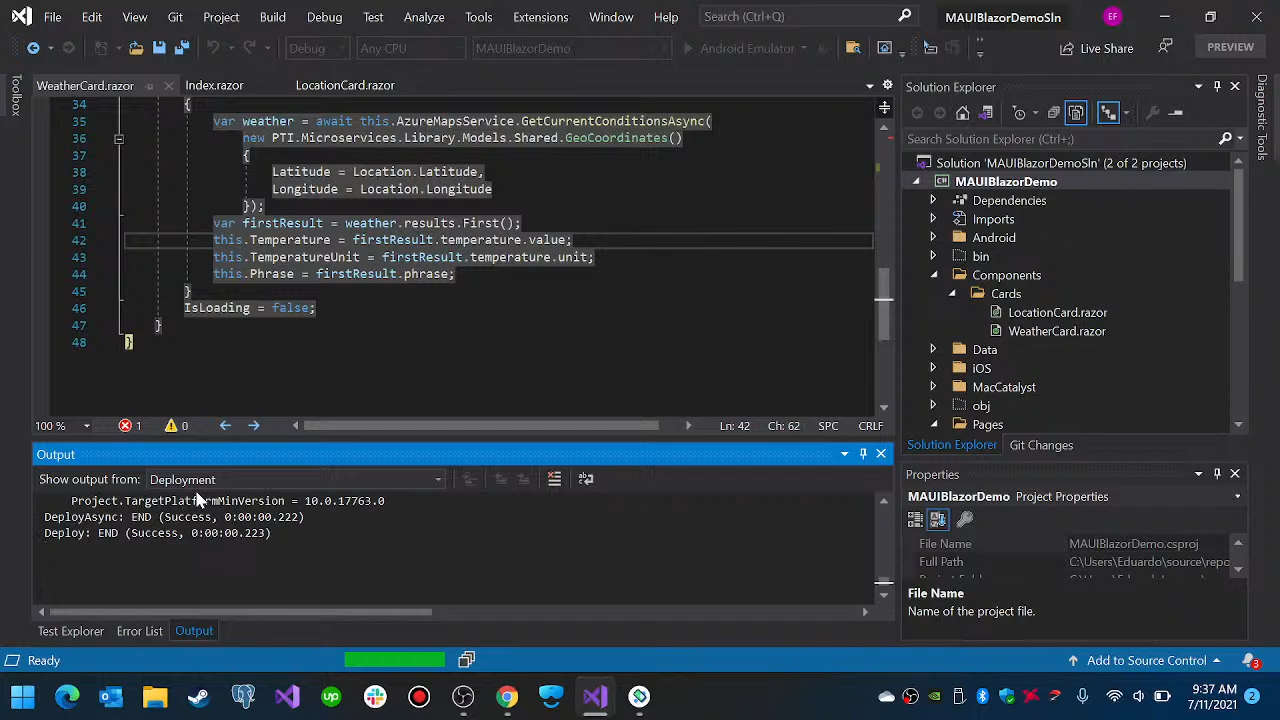 File Edit View Git Project Build Debug Test Analyze Tools Extensions Window Help Search (Ctrl+Q) MAUIBlazorDemoSln EF
Debug Any CPU MAUIBlazorDemo Android Emulator Live Share PREVIEW
Toolbox
WeatherCard.razor Index.razor LocationCard.razor
34 {
35 var weather = await this.AzureMapsService.GetCurrentConditionsAsync(
36 new PTI.Microservices.Library.Models.Shared.GeoCoordinates()
37 {
38 Latitude = Location.Latitude,
39 Longitude = Location.Longitude
40 });
41 var firstResult = weather.results.First();
42 this.Temperature = firstResult.temperature.value;
43 this.TemperatureUnit = firstResult.temperature.unit;
44 this.Phrase = firstResult.phrase;
45 }
46 IsLoading = false;
47 }
48 }
100 % 1 0 Ln: 42 Ch: 62 SPC CRLF
Output
Show output from: Deployment
Project.TargetPlatformMinVersion = 10.0.17763.0
DeployAsync: END (Success, 0:00:00.222)
Deploy: END (Success, 0:00:00.223)
Test Explorer Error List Output
Solution Explorer
Search Solution Explorer (Ctrl+;)
Solution 'MAUIBlazorDemoSln' (2 of 2 projects)
C# MAUIBlazorDemo
Dependencies
Imports
Android
bin
Components
Cards
LocationCard.razor
WeatherCard.razor
Data
iOS
MacCatalyst
obj
Pages
Solution Explorer Git Changes
Properties
MAUIBlazorDemo Project Properties
File Name MAUIBlazorDemo.csproj
Full Path C:\Users\Eduardo\source\repo
File Name
Name of the project file.
Diagnostic Tools
Ready Add to Source Control 3
up
9:37 AM
7/11/2021 2